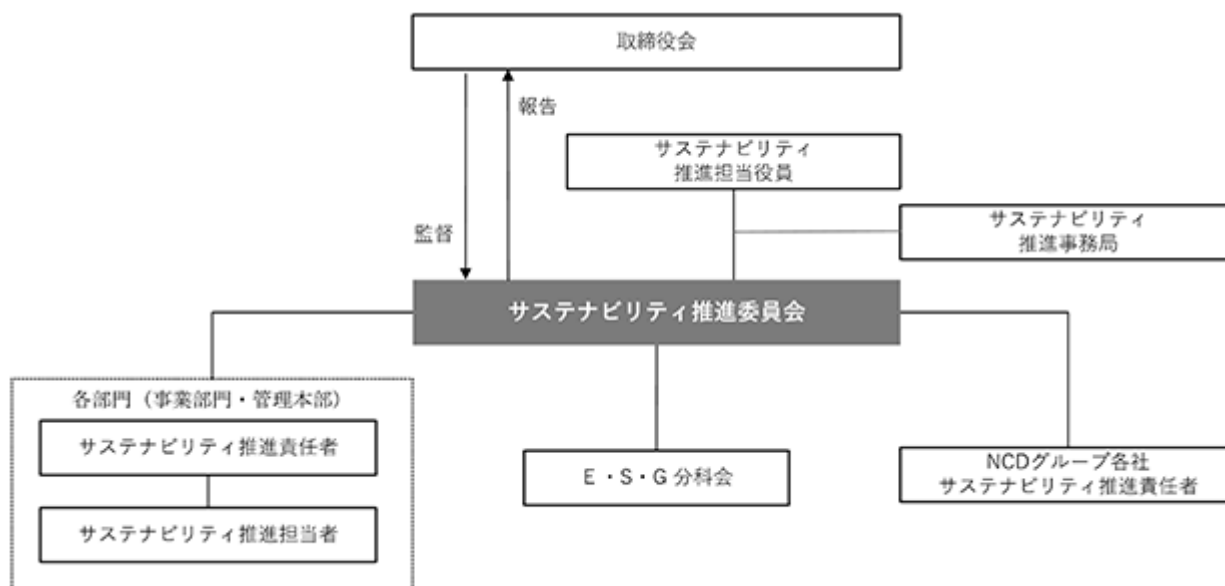 取締役会
報告
サステナビリティ
推進担当役員
サステナビリティ
推進事務局
監督
サステナビリティ推進委員会
各部門（事業部門・管理本部）
サステナビリティ推進責任者
サステナビリティ推進担当者
E・S・G 分科会
NCDグループ各社
サステナビリティ推進責任者